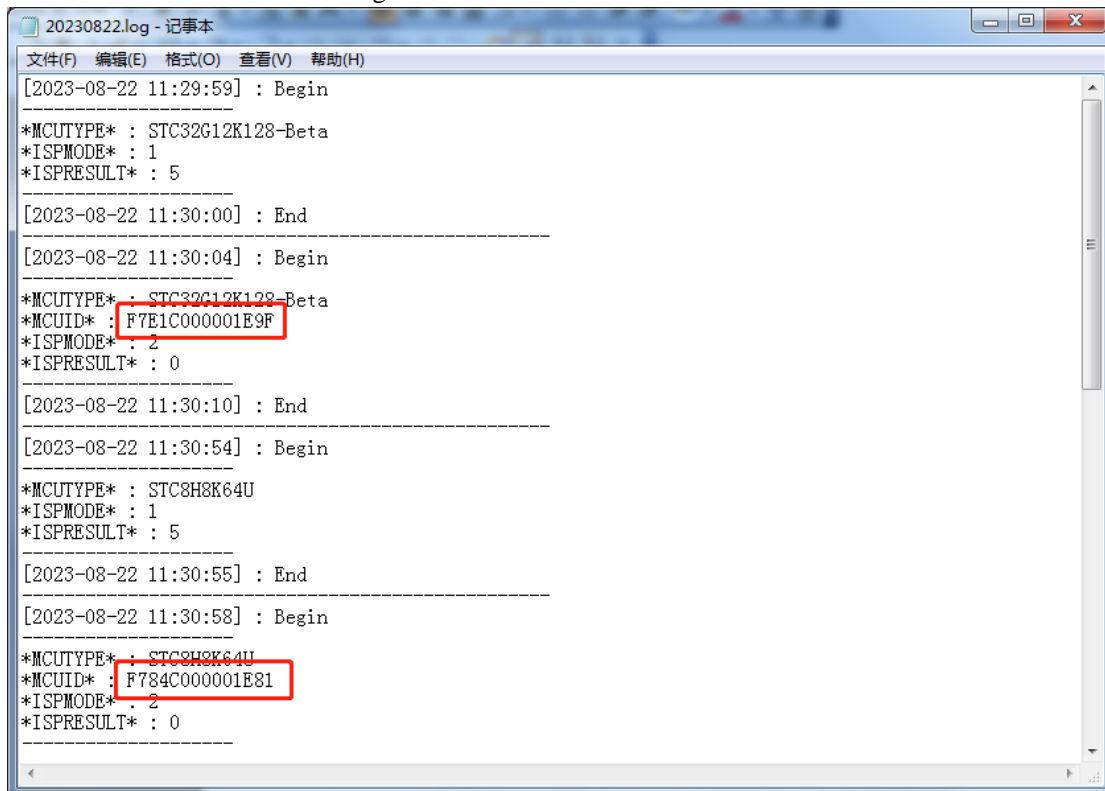 20230822.log - 记事本
文件(F) 编辑(E) 格式(O) 查看(V) 帮助(H)
[2023-08-22 11:29:59] : Begin
--------------------
*MCUTYPE* : STC32G12K128-Beta
*ISPMODE* : 1
*ISPRESULT* : 5
--------------------
[2023-08-22 11:30:00] : End
--------------------------------------------------
[2023-08-22 11:30:04] : Begin
--------------------
*MCUTYPE* : STC32G12K128-Beta
*MCUID* : F7E1C000001E9F
*ISPMODE* : 2
*ISPRESULT* : 0
--------------------
[2023-08-22 11:30:10] : End
--------------------------------------------------
[2023-08-22 11:30:54] : Begin
--------------------
*MCUTYPE* : STC8H8K64U
*ISPMODE* : 1
*ISPRESULT* : 5
--------------------
[2023-08-22 11:30:55] : End
--------------------------------------------------
[2023-08-22 11:30:58] : Begin
--------------------
*MCUTYPE* : STC8H8K64U
*MCUID* : F784C000001E81
*ISPMODE* : 2
*ISPRESULT* : 0
--------------------